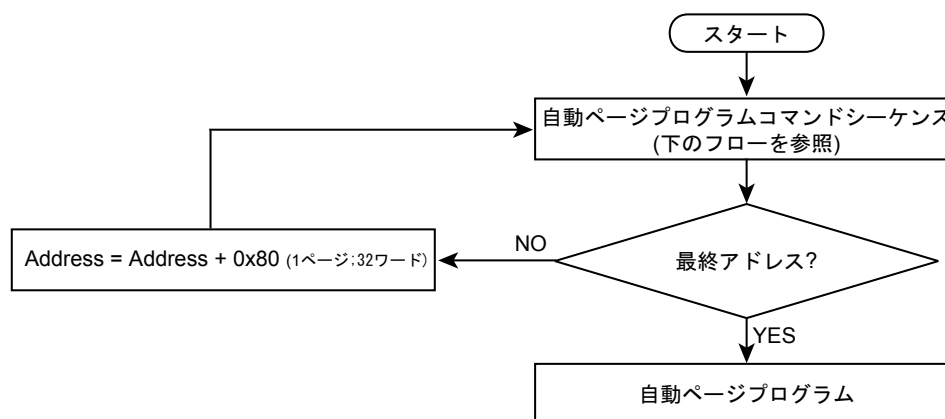 スタート
自動ページプログラムコマンドシーケンス
(下のフローを参照)
Address = Address + 0x80 (1ページ;32ワード)
NO
最終アドレス?
YES
自動ページプログラム